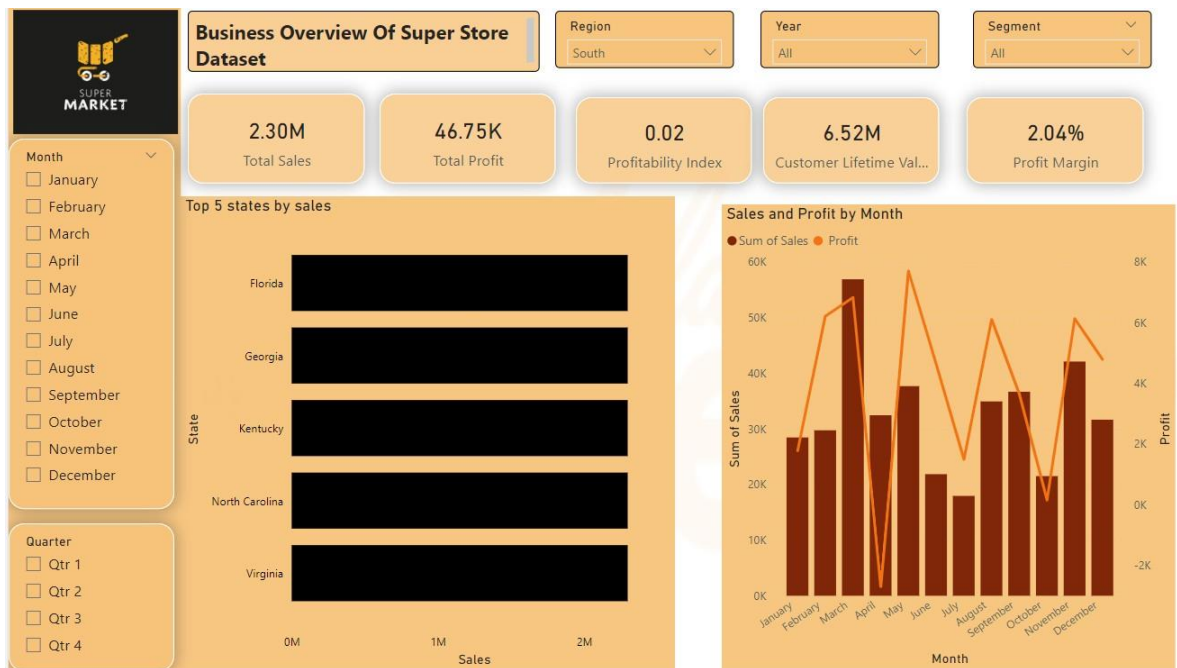 SUPER
MARKET
Business Overview Of Super Store
Dataset
Region
South
Year
All
Segment
All
2.30M
Total Sales
46.75K
Total Profit
0.02
Profitability Index
6.52M
Customer Lifetime Val...
2.04%
Profit Margin
Month
January
February
March
April
May
June
July
August
September
October
November
December
Quarter
Qtr 1
Qtr 2
Qtr 3
Qtr 4
Top 5 states by sales
State
Florida
Georgia
Kentucky
North Carolina
Virginia
0M
1M
2M
Sales
Sales and Profit by Month
Sum of Sales
Profit
60K
50K
40K
30K
20K
10K
0K
Sum of Sales
8K
6K
4K
2K
0K
-2K
Profit
January
February
March
April
May
June
July
August
September
October
November
December
Month